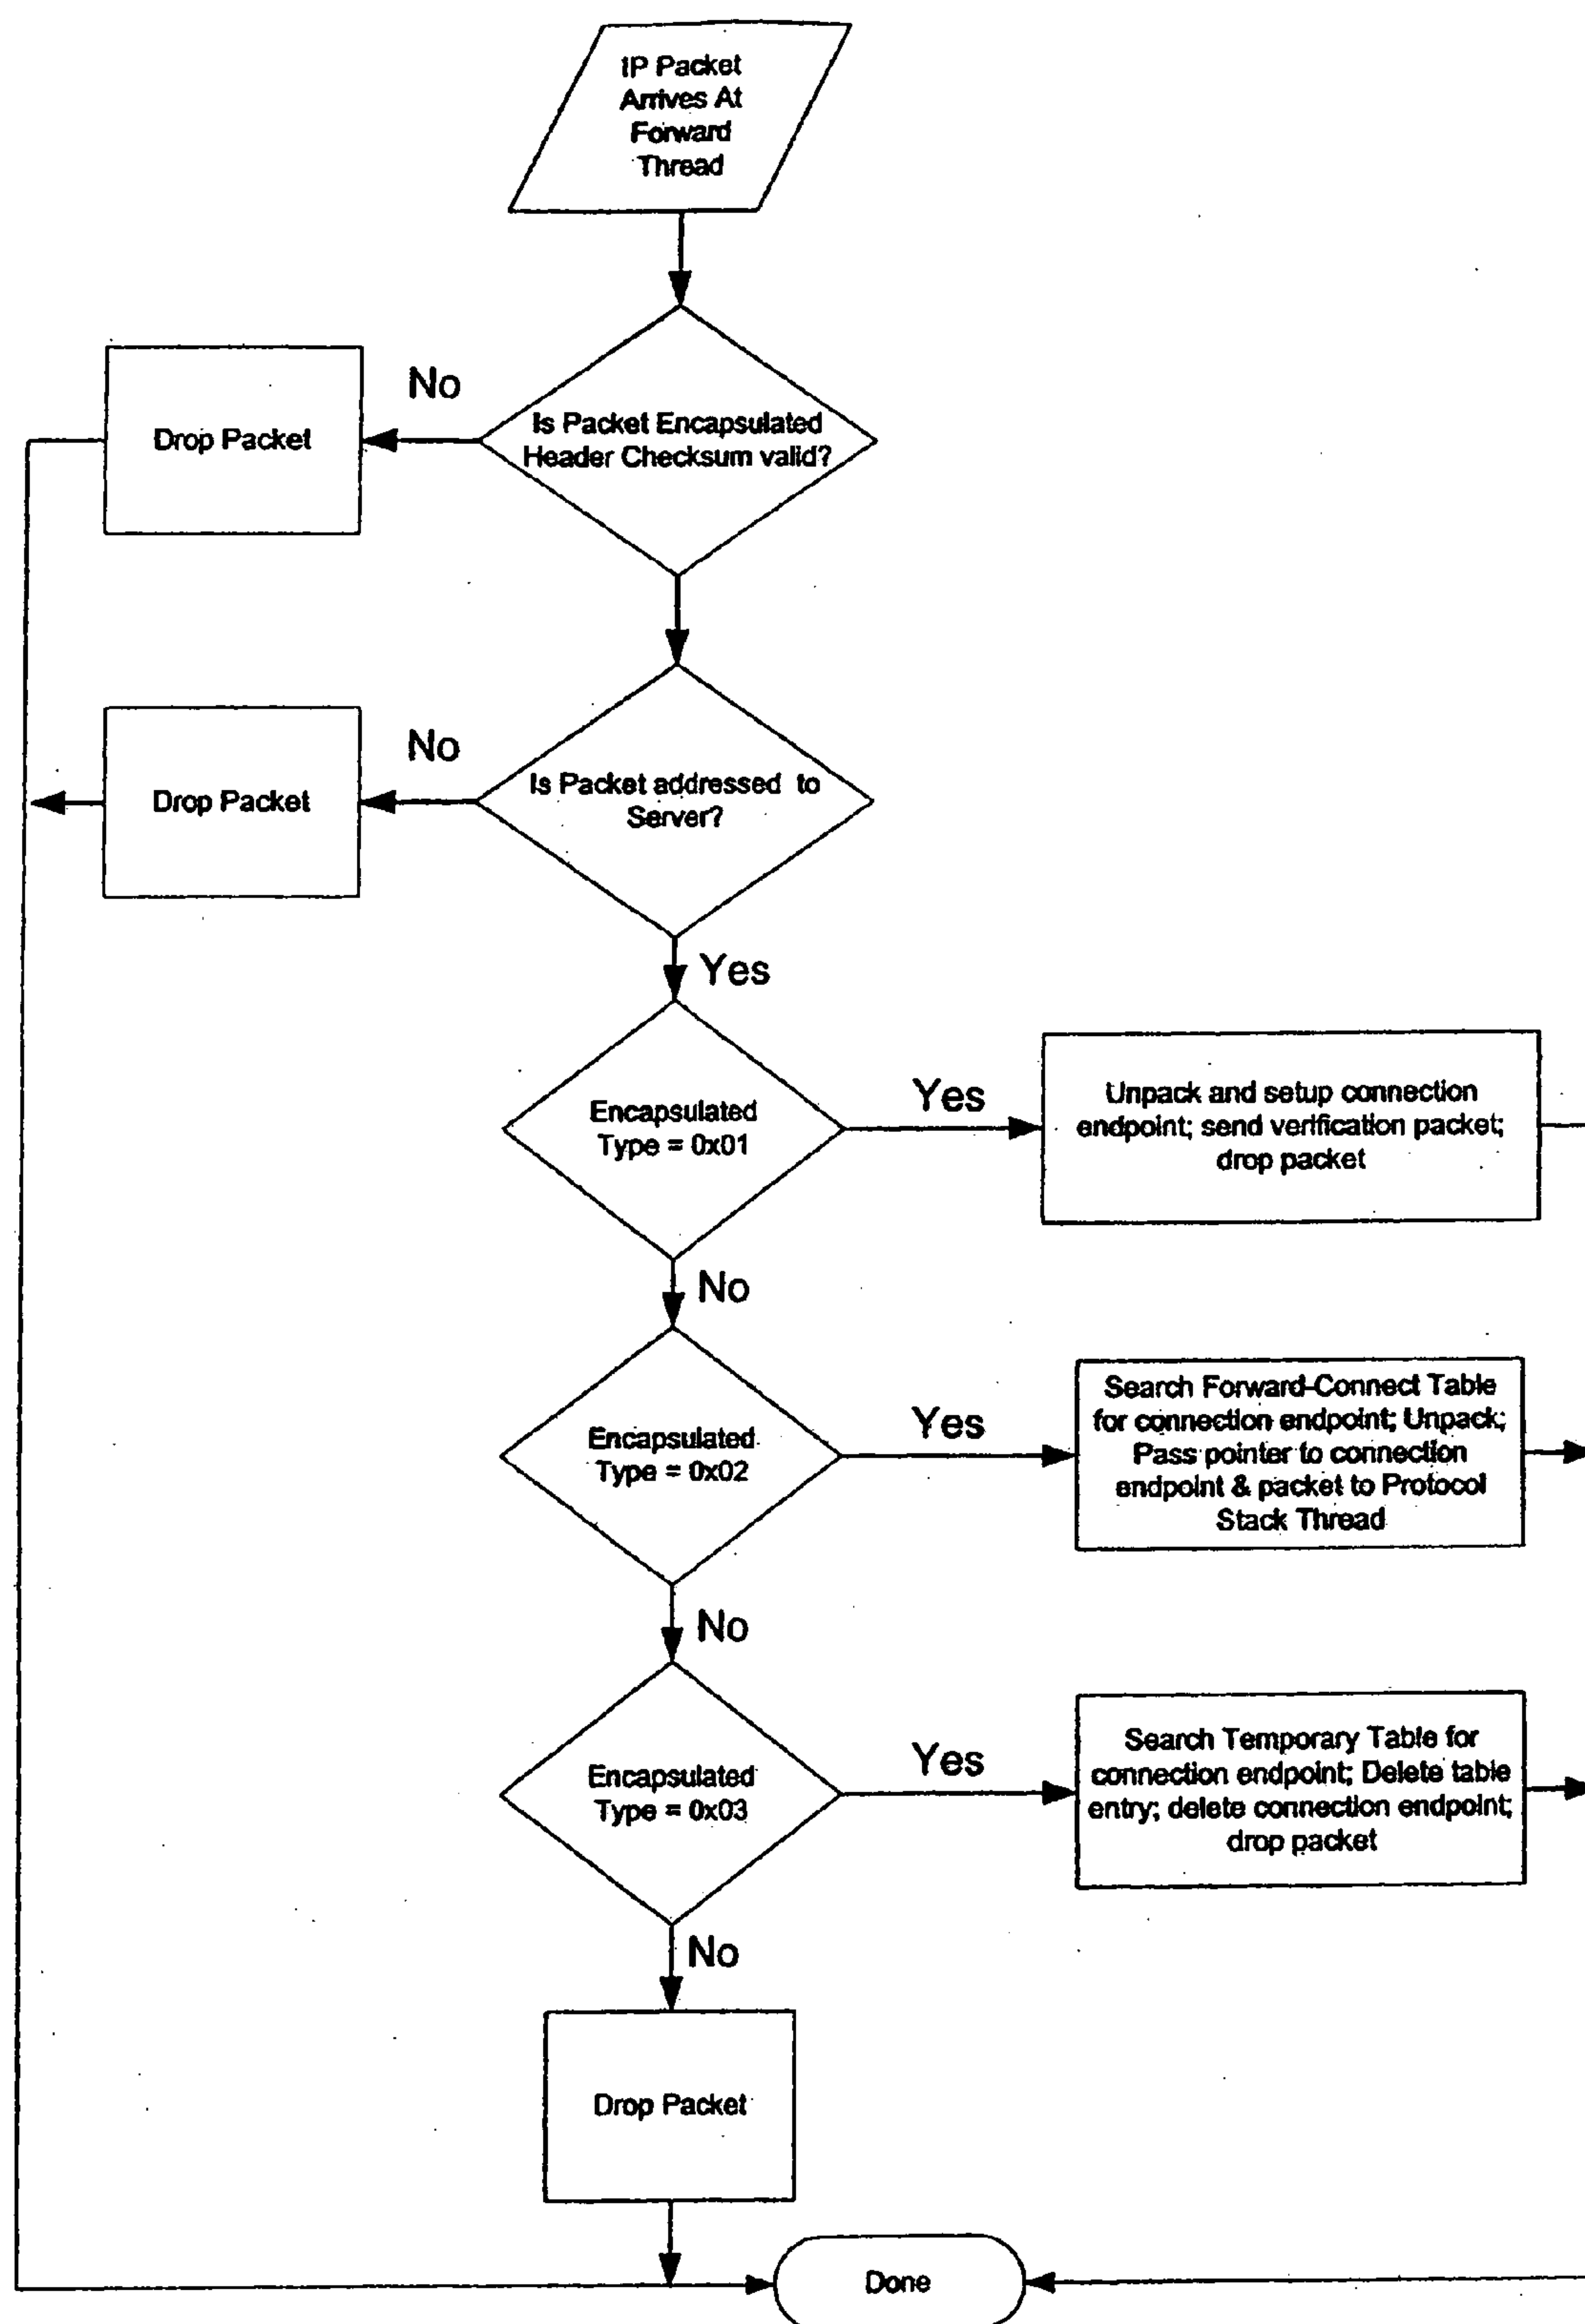 IP Packet
Arrives At
Forward
Thread
No
Drop Packet
Is Packet Encapsulated
Header Checksum valid?
No
Drop Packet
Is Packet addressed to
Server?
Yes
Encapsulated
Type = 0x01
Yes
Unpack and setup connection
endpoint; send verification packet;
drop packet
No
Encapsulated
Type = 0x02
Yes
Search Forward-Connect Table
for connection endpoint; Unpack;
Pass pointer to connection
endpoint & packet to Protocol
Stack Thread
No
Encapsulated
Type = 0x03
Yes
Search Temporary Table for
connection endpoint; Delete table
entry; delete connection endpoint;
drop packet
No
Drop Packet
Done